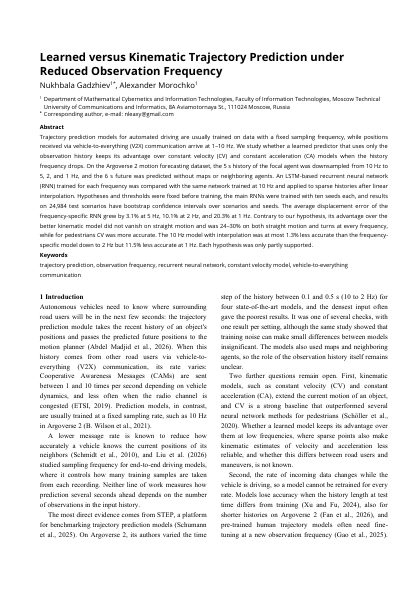 Learned versus Kinematic Trajectory Prediction under
Reduced Observation Frequency
Nukhbala Gadzhiev¹*, Alexander Morochko¹
¹ Department of Mathematical Cybernetics and Information Technologies, Faculty of Information Technologies, Moscow Technical
University of Communications and Informatics, 8A Aviamotornaya St., 111024 Moscow, Russia
* Corresponding author, e-mail: nleasy@gmail.com
Abstract
Trajectory prediction models for automated driving are usually trained on data with a fixed sampling frequency, while positions
received via vehicle-to-everything (V2X) communication arrive at 1–10 Hz. We study whether a learned predictor that uses only the
observation history keeps its advantage over constant velocity (CV) and constant acceleration (CA) models when the history
frequency drops. On the Argoverse 2 motion forecasting dataset, the 5 s history of the focal agent was downsampled from 10 Hz to
5, 2, and 1 Hz, and the 6 s future was predicted without maps or neighboring agents. An LSTM-based recurrent neural network
(RNN) trained for each frequency was compared with the same network trained at 10 Hz and applied to sparse histories after linear
interpolation. Hypotheses and thresholds were fixed before training, the main RNNs were trained with ten seeds each, and results
on 24,984 test scenarios have bootstrap confidence intervals over scenarios and seeds. The average displacement error of the
frequency-specific RNN grew by 3.1% at 5 Hz, 10.1% at 2 Hz, and 20.3% at 1 Hz. Contrary to our hypothesis, its advantage over the
better kinematic model did not vanish on straight motion and was 24–30% on both straight motion and turns at every frequency,
while for pedestrians CV was more accurate. The 10 Hz model with interpolation was at most 1.3% less accurate than the frequency-
specific model down to 2 Hz but 11.5% less accurate at 1 Hz. Each hypothesis was only partly supported.
Keywords
trajectory prediction, observation frequency, recurrent neural network, constant velocity model, vehicle-to-everything
communication
1 Introduction
Autonomous vehicles need to know where surrounding
road users will be in the next few seconds: the trajectory
prediction module takes the recent history of an object's
positions and passes the predicted future positions to the
motion planner (Abdel Madjid et al., 2026). When this
history comes from other road users via vehicle-to-
everything (V2X) communication, its rate varies:
Cooperative Awareness Messages (CAMs) are sent
between 1 and 10 times per second depending on vehicle
dynamics, and less often when the radio channel is
congested (ETSI, 2019). Prediction models, in contrast,
are usually trained at a fixed sampling rate, such as 10 Hz
in Argoverse 2 (B. Wilson et al., 2021).
A lower message rate is known to reduce how
accurately a vehicle knows the current positions of its
neighbors (Schmidt et al., 2010), and Liu et al. (2026)
studied sampling frequency for end-to-end driving models,
where it controls how many training samples are taken
from each recording. Neither line of work measures how
prediction several seconds ahead depends on the number
of observations in the input history.
The most direct evidence comes from STEP, a platform
for benchmarking trajectory prediction models (Schumann
et al., 2025). On Argoverse 2, its authors varied the time
step of the history between 0.1 and 0.5 s (10 to 2 Hz) for
four state-of-the-art models, and the densest input often
gave the poorest results. It was one of several checks, with
one result per setting, although the same study showed that
training noise can make small differences between models
insignificant. The models also used maps and neighboring
agents, so the role of the observation history itself remains
unclear.
Two further questions remain open. First, kinematic
models, such as constant velocity (CV) and constant
acceleration (CA), extend the current motion of an object,
and CV is a strong baseline that outperformed several
neural network methods for pedestrians (Schöller et al.,
2020). Whether a learned model keeps its advantage over
them at low frequencies, where sparse points also make
kinematic estimates of velocity and acceleration less
reliable, and whether this differs between road users and
maneuvers, is not known.
Second, the rate of incoming data changes while the
vehicle is driving, so a model cannot be retrained for every
rate. Models lose accuracy when the history length at test
time differs from training (Xu and Fu, 2024), also for
shorter histories on Argoverse 2 (Fan et al., 2026), and
pre-trained human trajectory models often need fine-
tuning at a new observation frequency (Guo et al., 2025).